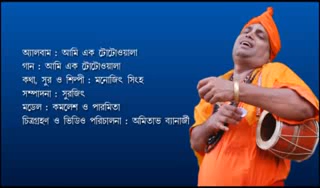 অ্যালবাম : আমি এক টোটোওয়ালা
গান : আমি এক টোটোওয়ালা
কথা, সুর ও শিল্পী : মনোজিৎ সিংহ
সম্পাদনা : সুরজিৎ
মডেল : কমলেশ ও পারমিতা
চিত্রগ্রহণ ও ভিডিও পরিচালনা : অমিতাভ ব্যানার্জী